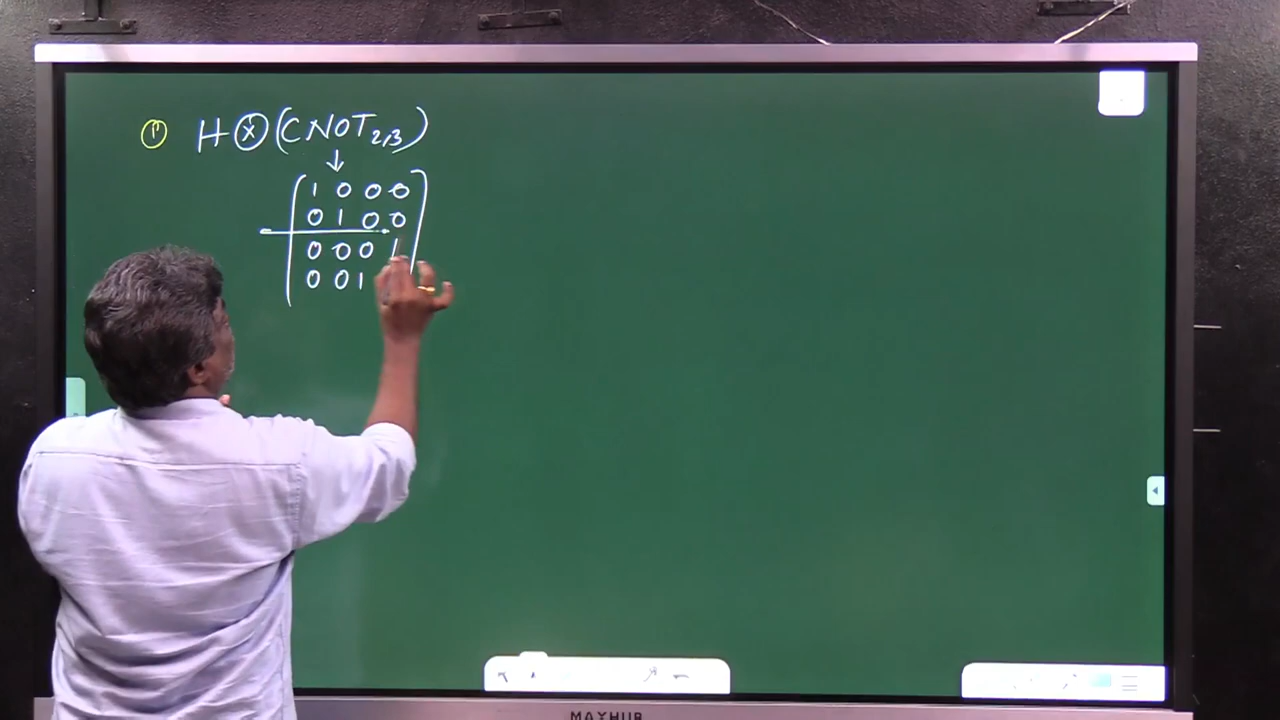 ① H⊗(CNOT₂,₃)
↓
1 0 0 0
0 1 0 0
0 0 0 1
0 0 1
MAXHUB